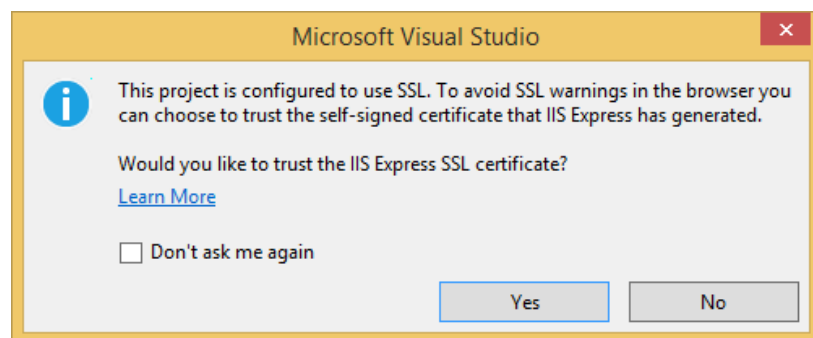 Microsoft Visual Studio
This project is configured to use SSL. To avoid SSL warnings in the browser you
can choose to trust the self-signed certificate that IIS Express has generated.
Would you like to trust the IIS Express SSL certificate?
Learn More
Don't ask me again
Yes
No